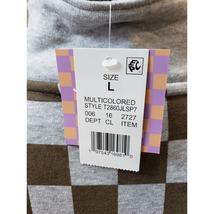 SIZE
L
MULTICOLORED
STYLE T2860JLSP7
006 16 2727
DEPT CL ITEM